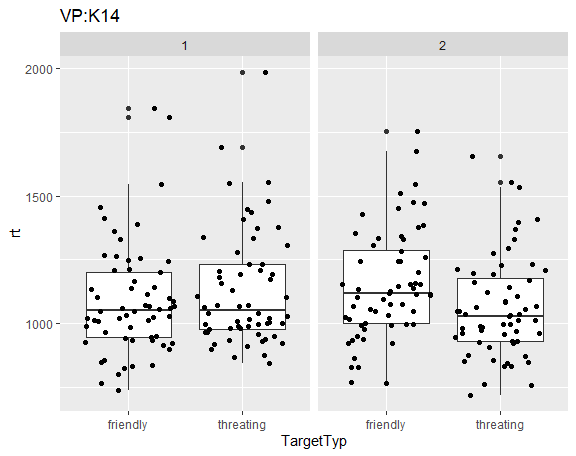 VP:K14
1
2
2000
1500
1000
rt
friendly
threating
friendly
threating
TargetTyp